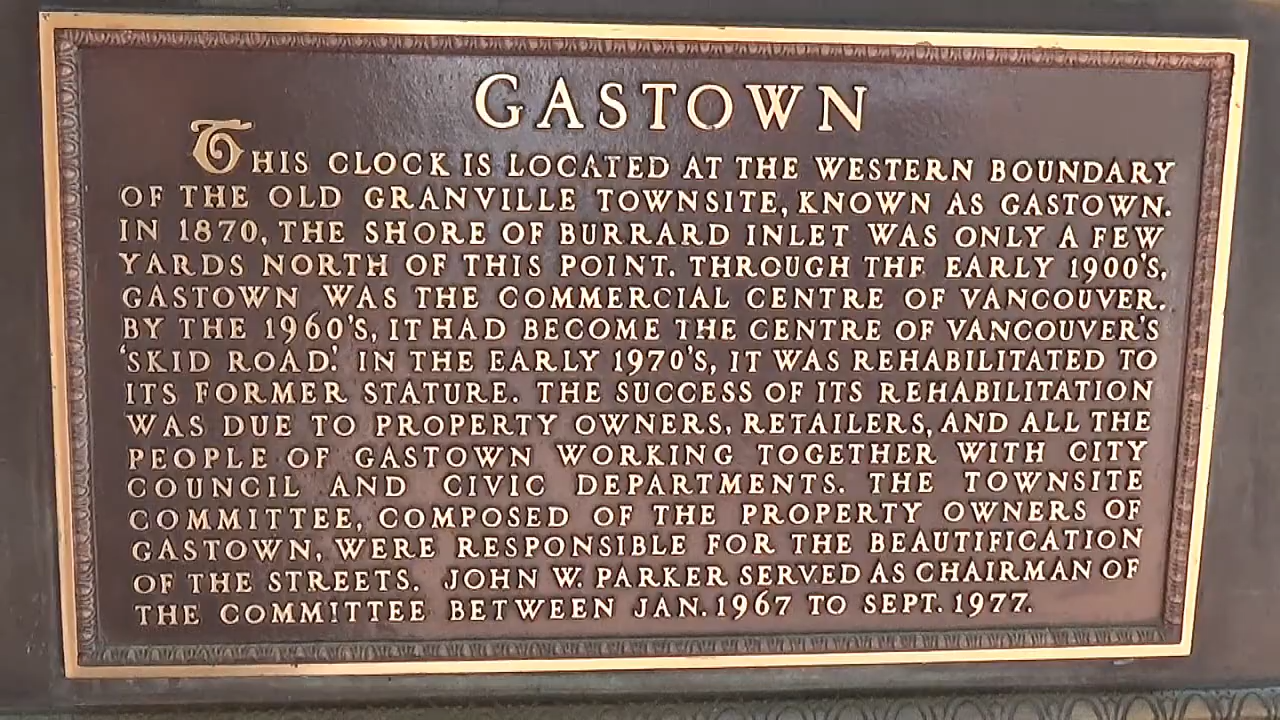 GASTOWN
THIS CLOCK IS LOCATED AT THE WESTERN BOUNDARY
OF THE OLD GRANVILLE TOWNSITE, KNOWN AS GASTOWN.
IN 1870, THE SHORE OF BURRARD INLET WAS ONLY A FEW
YARDS NORTH OF THIS POINT. THROUGH THE EARLY 1900'S,
GASTOWN WAS THE COMMERCIAL CENTRE OF VANCOUVER.
BY THE 1960'S, IT HAD BECOME THE CENTRE OF VANCOUVER'S
'SKID ROAD.' IN THE EARLY 1970'S, IT WAS REHABILITATED TO
ITS FORMER STATURE. THE SUCCESS OF ITS REHABILITATION
WAS DUE TO PROPERTY OWNERS, RETAILERS, AND ALL THE
PEOPLE OF GASTOWN WORKING TOGETHER WITH CITY
COUNCIL AND CIVIC DEPARTMENTS. THE TOWNSITE
COMMITTEE, COMPOSED OF THE PROPERTY OWNERS OF
GASTOWN, WERE RESPONSIBLE FOR THE BEAUTIFICATION
OF THE STREETS. JOHN W. PARKER SERVED AS CHAIRMAN OF
THE COMMITTEE BETWEEN JAN. 1967 TO SEPT. 1977.